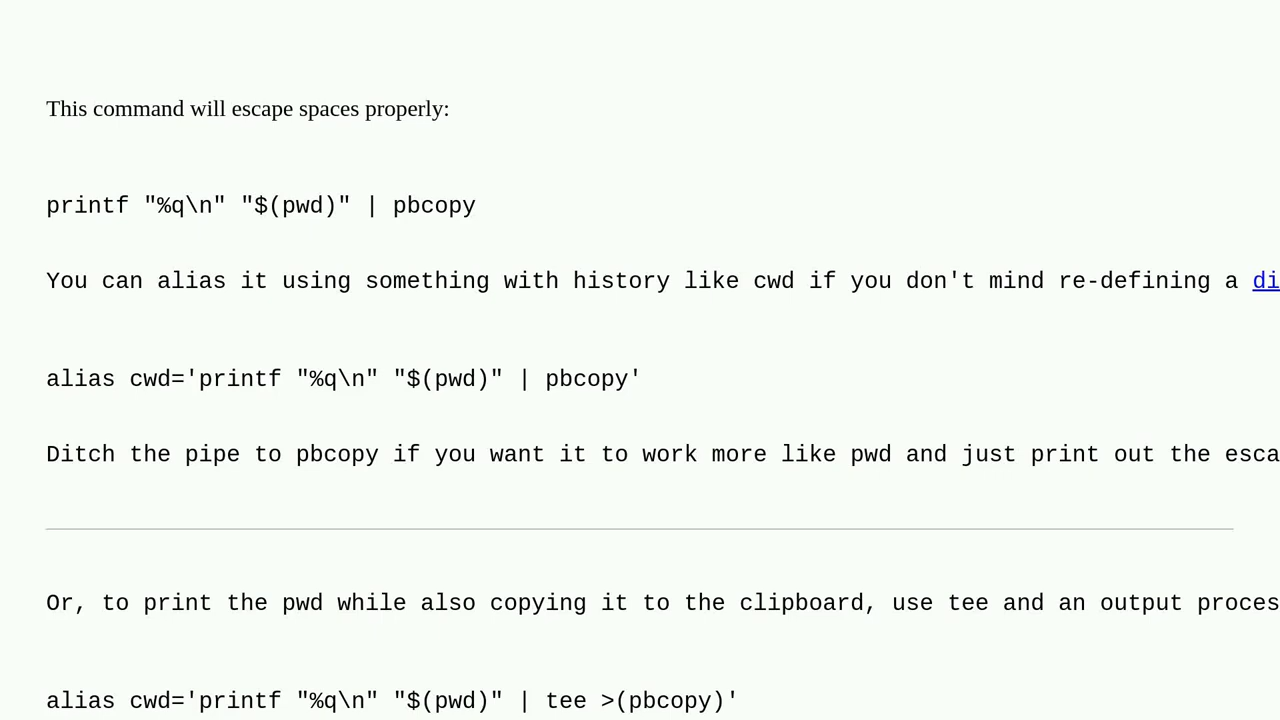 This command will escape spaces properly:
printf "%q\n" "$(pwd)" | pbcopy
You can alias it using something with history like cwd if you don't mind re-defining a di
alias cwd='printf "%q\n" "$(pwd)" | pbcopy'
Ditch the pipe to pbcopy if you want it to work more like pwd and just print out the esca
Or, to print the pwd while also copying it to the clipboard, use tee and an output proces
alias cwd='printf "%q\n" "$(pwd)" | tee >(pbcopy)'